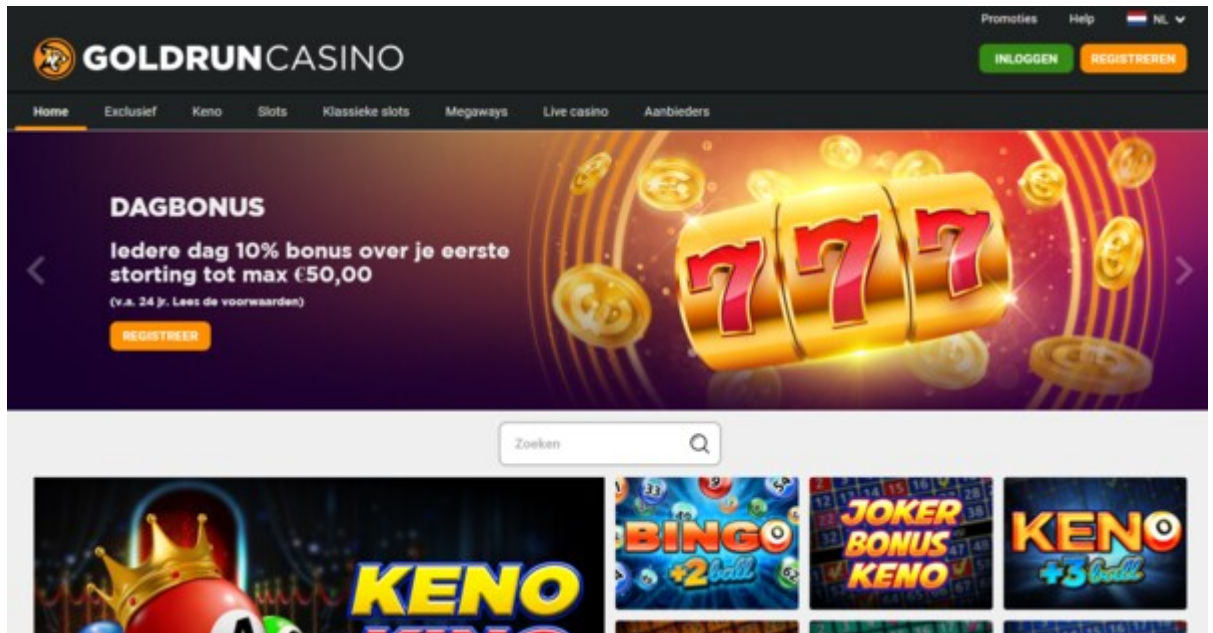 Promoties Help NL
GOLDRUNCASINO
INLOGGEN REGISTREREN
Home Exclusief Keno Slots Klassieke slots Megaways Live casino Aanbieders
DAGBONUS
Iedere dag 10% bonus over je eerste
storting tot max €50,00
(v.a. 24 jr. Lees de voorwaarden)
REGISTREER
777
Zoeken
KENO
KING
BINGO
+2 ball
JOKER
BONUS
KENO
KENO
+3 ball